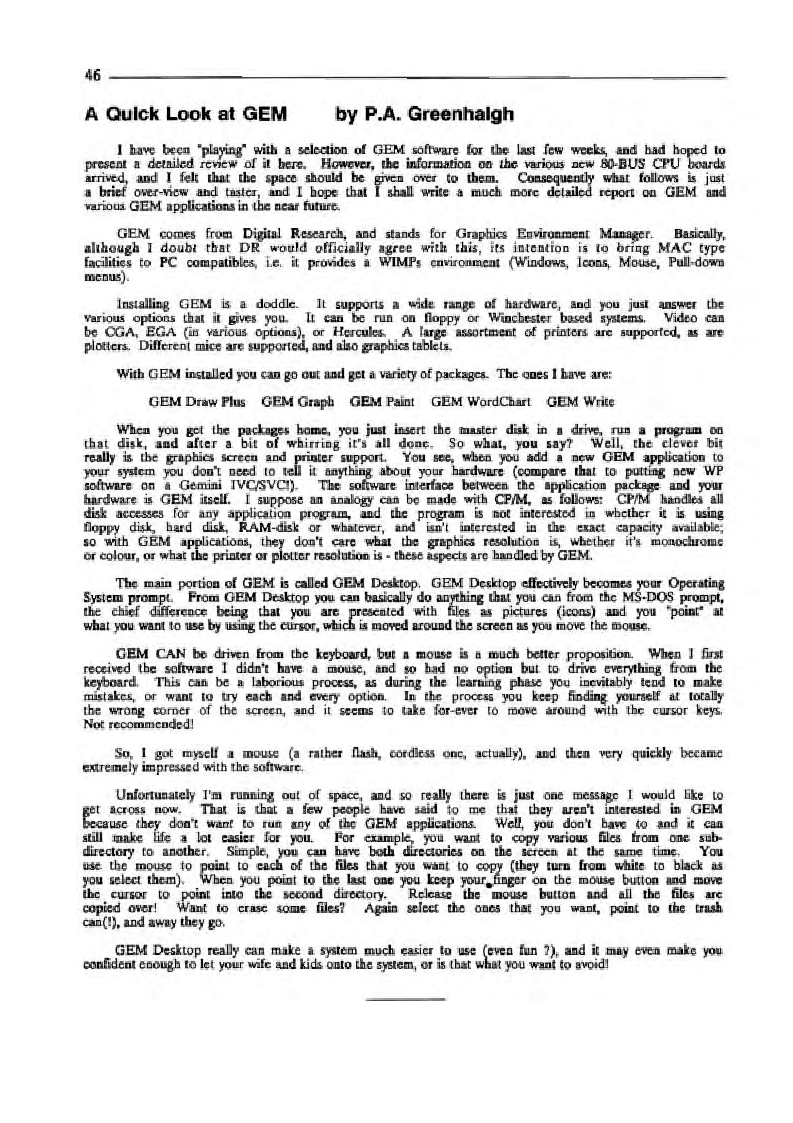 46
A Quick Look at GEM by P.A. Greenhalgh
I have been "playing" with a selection of GEM software for the last few weeks, and had hoped to
present a detailed review of it here. However, the information on the various new 80-BUS CPU boards
arrived, and I felt that the space should be given over to them. Consequently what follows is just
a brief over-view and taster, and I hope that I shall write a much more detailed report on GEM and
various GEM applications in the near future.
GEM comes from Digital Research, and stands for Graphics Environment Manager. Basically,
although I doubt that DR would officially agree with this, its intention is to bring MAC type
facilities to PC compatibles, i.e. it provides a WIMPs environment (Windows, Icons, Mouse, Pull-down
menus).
Installing GEM is a doddle. It supports a wide range of hardware, and you just answer the
various options that it gives you. It can be run on floppy or Winchester based systems. Video can
be CGA, EGA (in various options), or Hercules. A large assortment of printers are supported, as are
plotters. Different mice are supported, and also graphics tablets.
With GEM installed you can go out and get a variety of packages. The ones I have are:
GEM Draw Plus GEM Graph GEM Paint GEM WordChart GEM Write
When you get the packages home, you just insert the master disk in a drive, run a program on
that disk, and after a bit of whirring it's all done. So what, you say? Well, the clever bit
really is the graphics screen and printer support. You see, when you add a new GEM application to
your system you don't need to tell it anything about your hardware (compare that to putting new WP
software on a Gemini IVC/SVC!). The software interface between the application package and your
hardware is GEM itself. I suppose an analogy can be made with CP/M, as follows: CP/M handles all
disk accesses for any application program, and the program is not interested in whether it is using
floppy disk, hard disk, RAM-disk or whatever, and isn't interested in the exact capacity available;
so with GEM applications, they don't care what the graphics resolution is, whether it's monochrome
or colour, or what the printer or plotter resolution is - these aspects are handled by GEM.
The main portion of GEM is called GEM Desktop. GEM Desktop effectively becomes your Operating
System prompt. From GEM Desktop you can basically do anything that you can from the MS-DOS prompt,
the chief difference being that you are presented with files as pictures (icons) and you "point" at
what you want to use by using the cursor, which is moved around the screen as you move the mouse.
GEM CAN be driven from the keyboard, but a mouse is a much better proposition. When I first
received the software I didn't have a mouse, and so had no option but to drive everything from the
keyboard. This can be a laborious process, as during the learning phase you inevitably tend to make
mistakes, or want to try each and every option. In the process you keep finding yourself at totally
the wrong corner of the screen, and it seems to take for-ever to move around with the cursor keys.
Not recommended!
So, I got myself a mouse (a rather flash, cordless one, actually), and then very quickly became
extremely impressed with the software.
Unfortunately I'm running out of space, and so really there is just one message I would like to
get across now. That is that a few people have said to me that they aren't interested in GEM
because they don't want to run any of the GEM applications. Well, you don't have to and it can
still make life a lot easier for you. For example, you want to copy various files from one sub-
directory to another. Simple, you can have both directories on the screen at the same time. You
use the mouse to point to each of the files that you want to copy (they turn from white to black as
you select them). When you point to the last one you keep your finger on the mouse button and move
the cursor to point into the second directory. Release the mouse button and all the files are
copied over! Want to erase some files? Again select the ones that you want, point to the trash
can(!), and away they go.
GEM Desktop really can make a system much easier to use (even fun ?), and it may even make you
confident enough to let your wife and kids onto the system, or is that what you want to avoid!